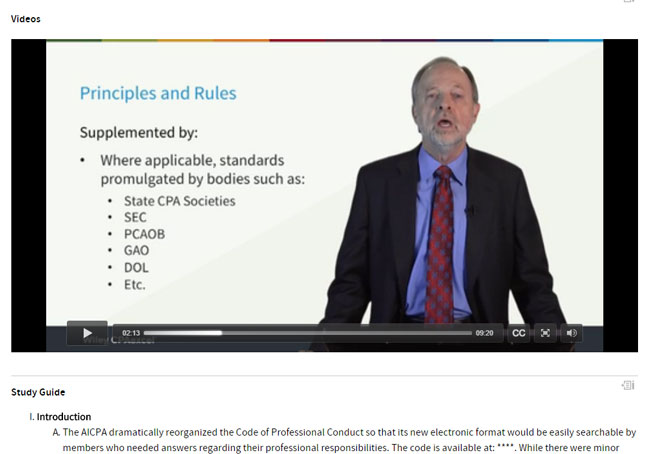 Videos
Principles and Rules
Supplemented by:
• Where applicable, standards
promulgated by bodies such as:
• State CPA Societies
• SEC
• PCAOB
• GAO
• DOL
• Etc.
02:13
09:20
CC
Wiley CPAexcel
Study Guide
I. Introduction
A. The AICPA dramatically reorganized the Code of Professional Conduct so that its new electronic format would be easily searchable by
members who needed answers regarding their professional responsibilities. The code is available at: ****. While there were minor